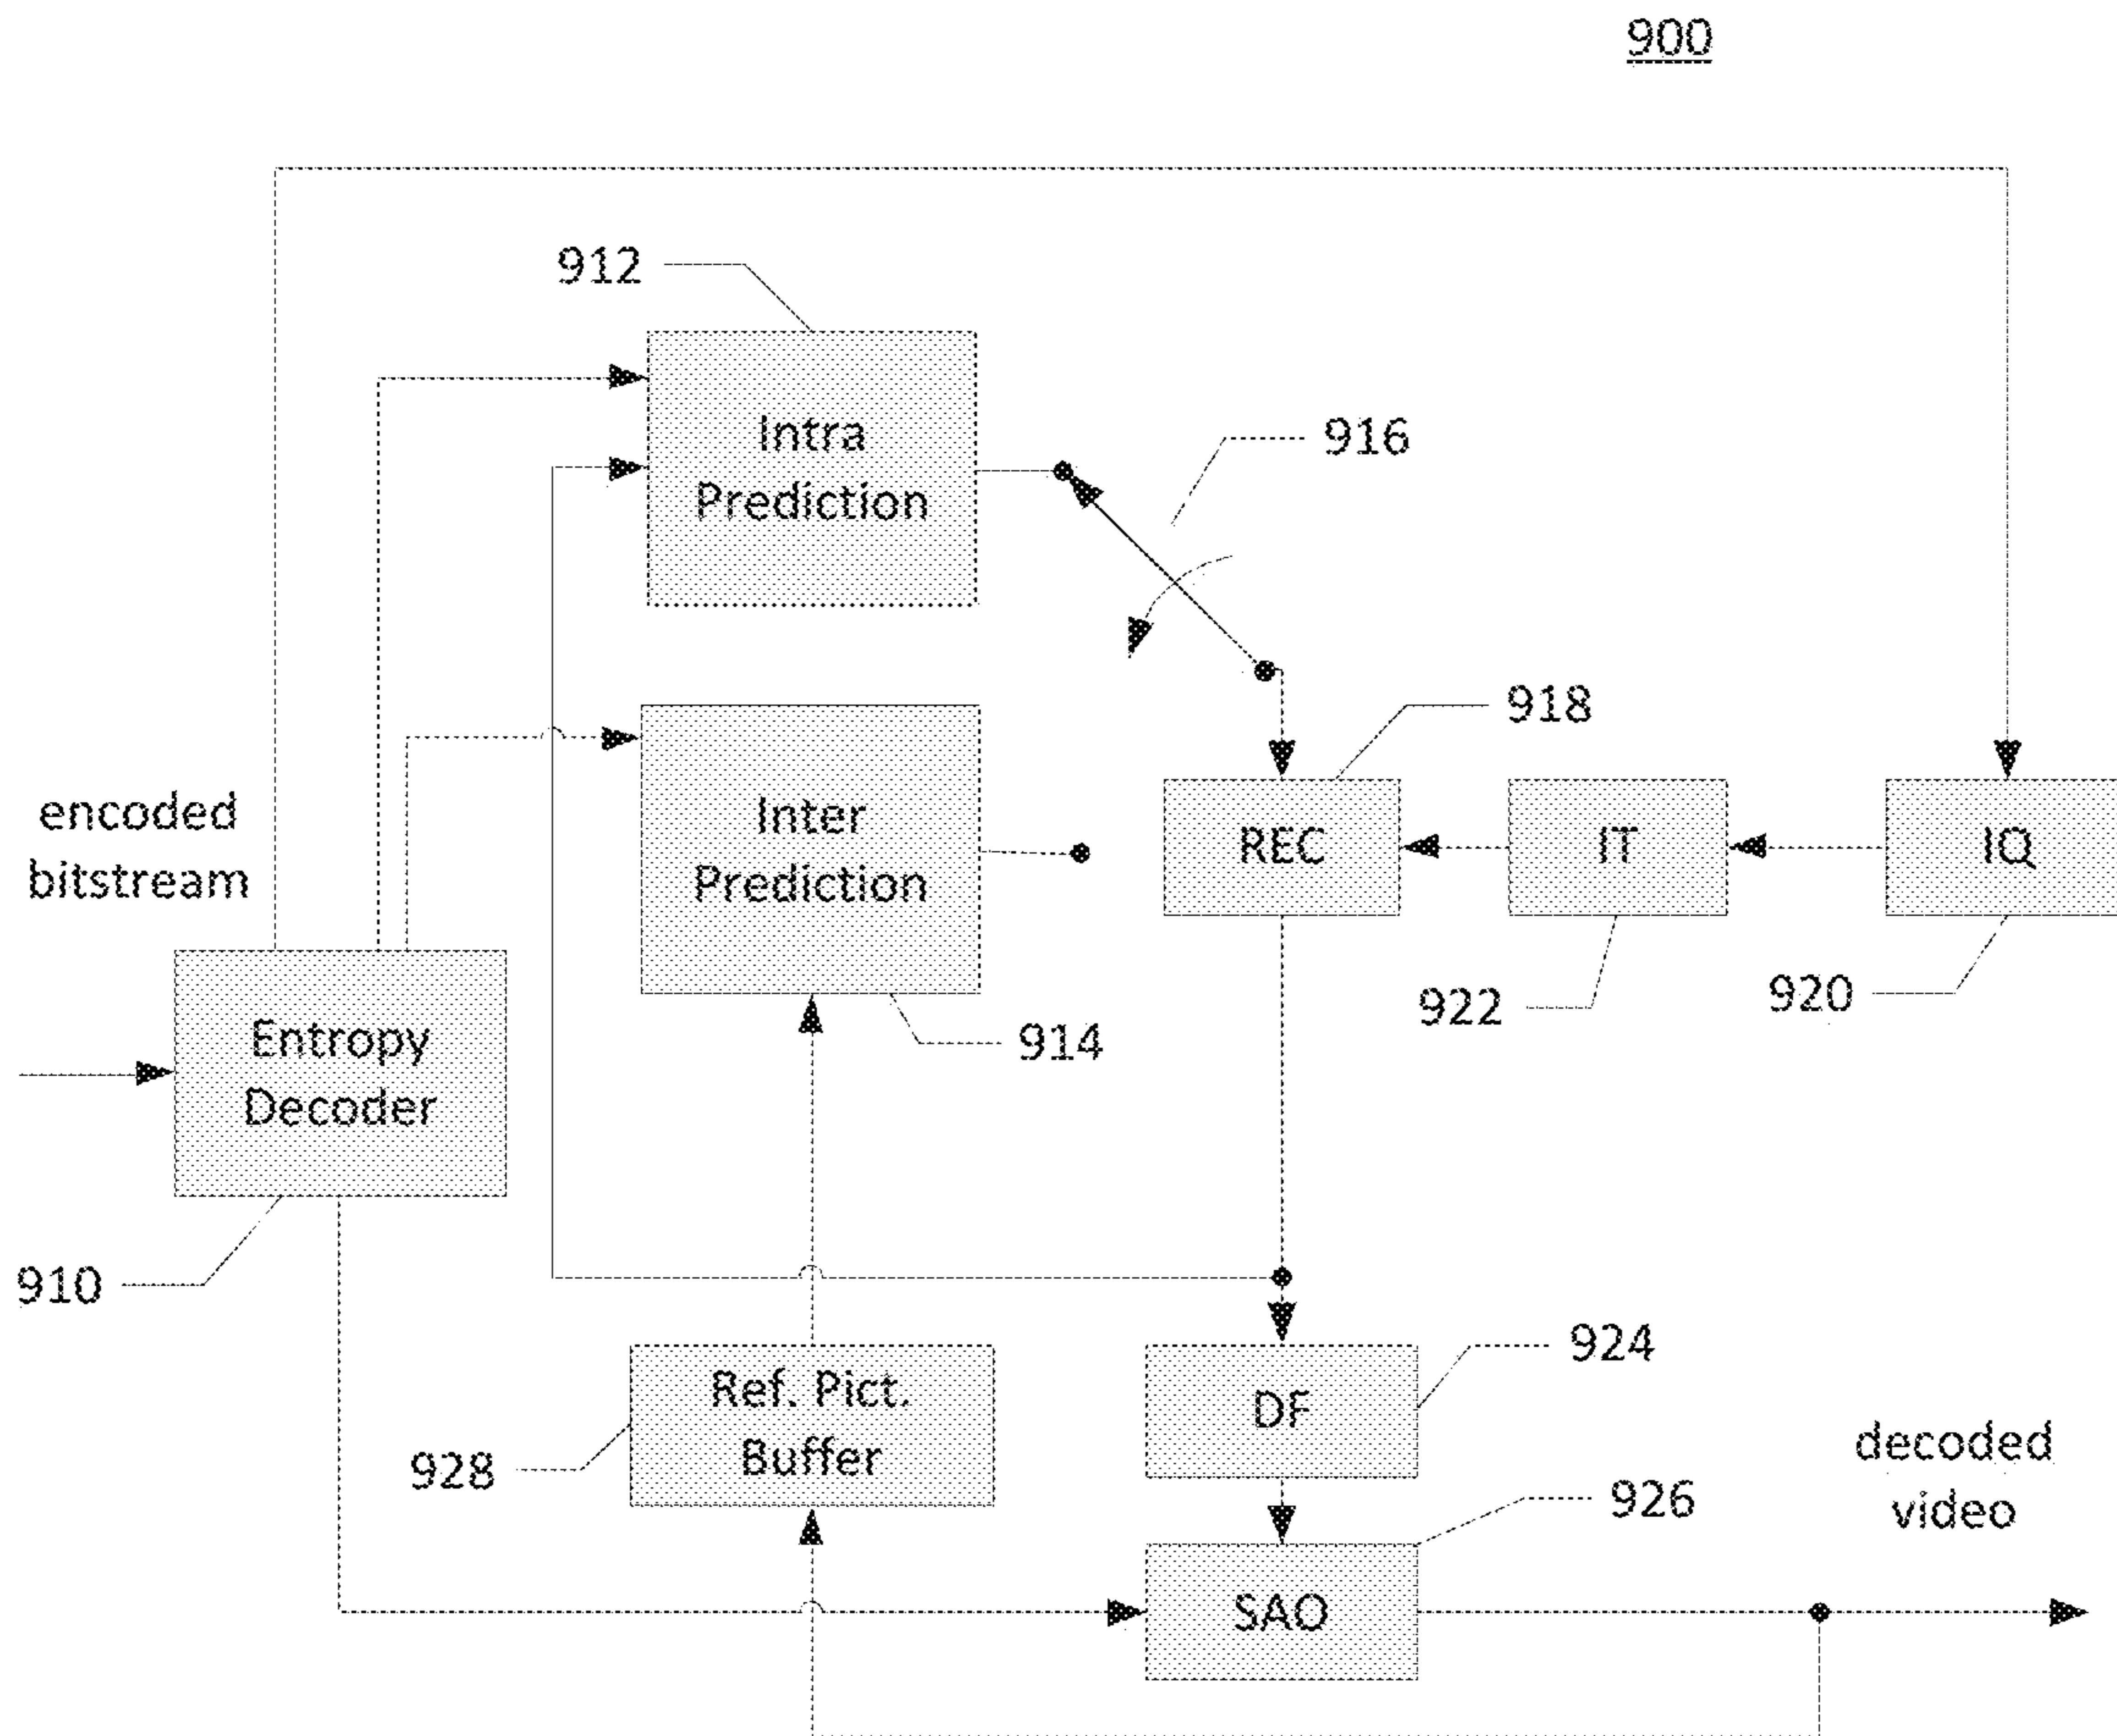 900
912
Intra
Prediction
916
918
Inter
Prediction
encoded
bitstream
REC
IT
IQ
922
920
914
Entropy
Decoder
910
Ref. Pict.
Buffer
928
DF
924
926
SAO
decoded
video